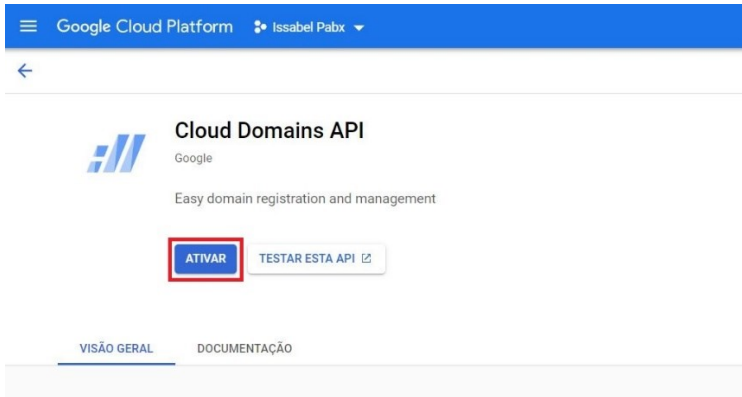 Google Cloud Platform Issabel Pabx
Cloud Domains API
Google
Easy domain registration and management
ATIVAR TESTAR ESTA API
VISÃO GERAL DOCUMENTAÇÃO